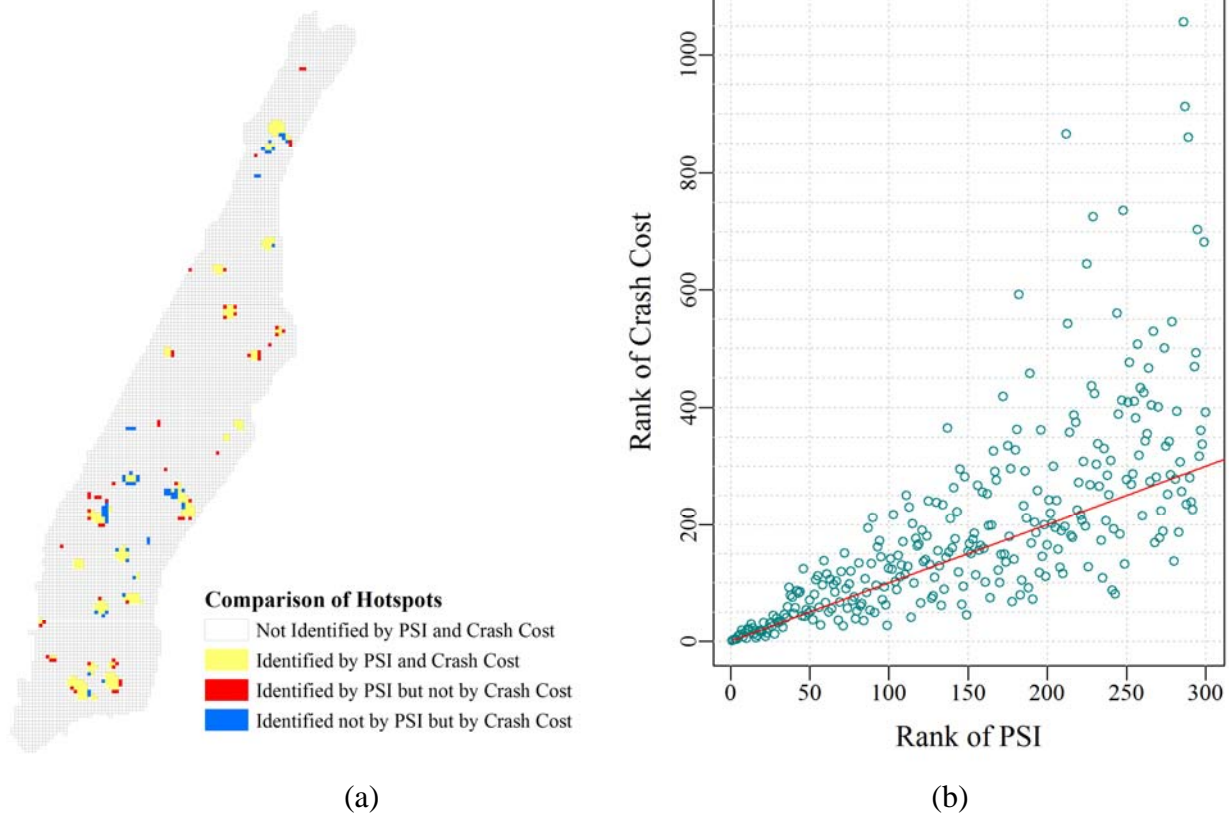 Comparison of Hotspots
Not Identified by PSI and Crash Cost
Identified by PSI and Crash Cost
Identified by PSI but not by Crash Cost
Identified not by PSI but by Crash Cost
(a)
Rank of Crash Cost
1000
800
600
400
200
0
0 50 100 150 200 250 300
Rank of PSI
(b)